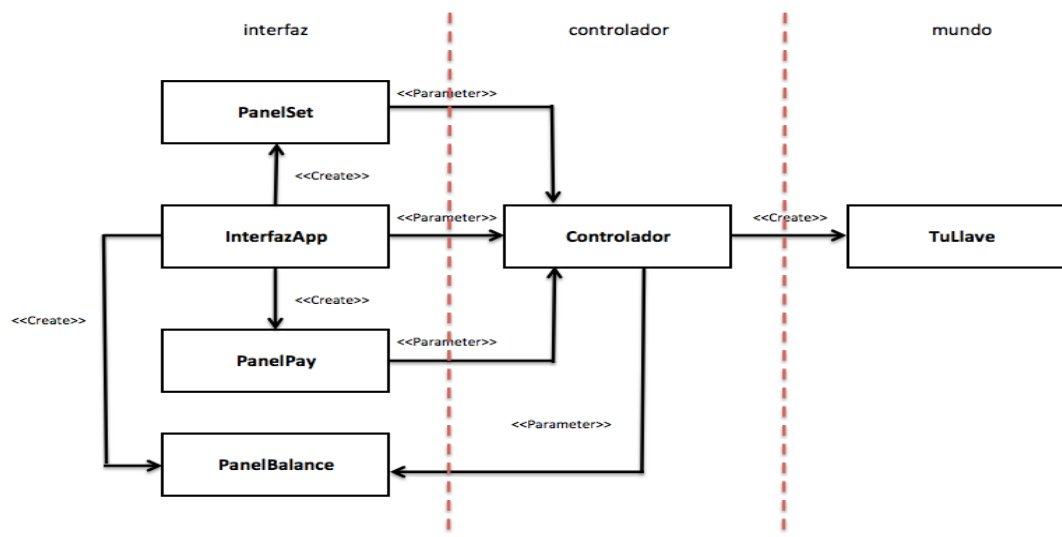 interfaz
controlador
mundo
<<Parameter>>
PanelSet
<<Create>>
<<Parameter>>
<<Create>>
InterfazApp
Controlador
TuLlave
<<Create>>
<<Create>>
<<Parameter>>
PanelPay
<<Parameter>>
PanelBalance